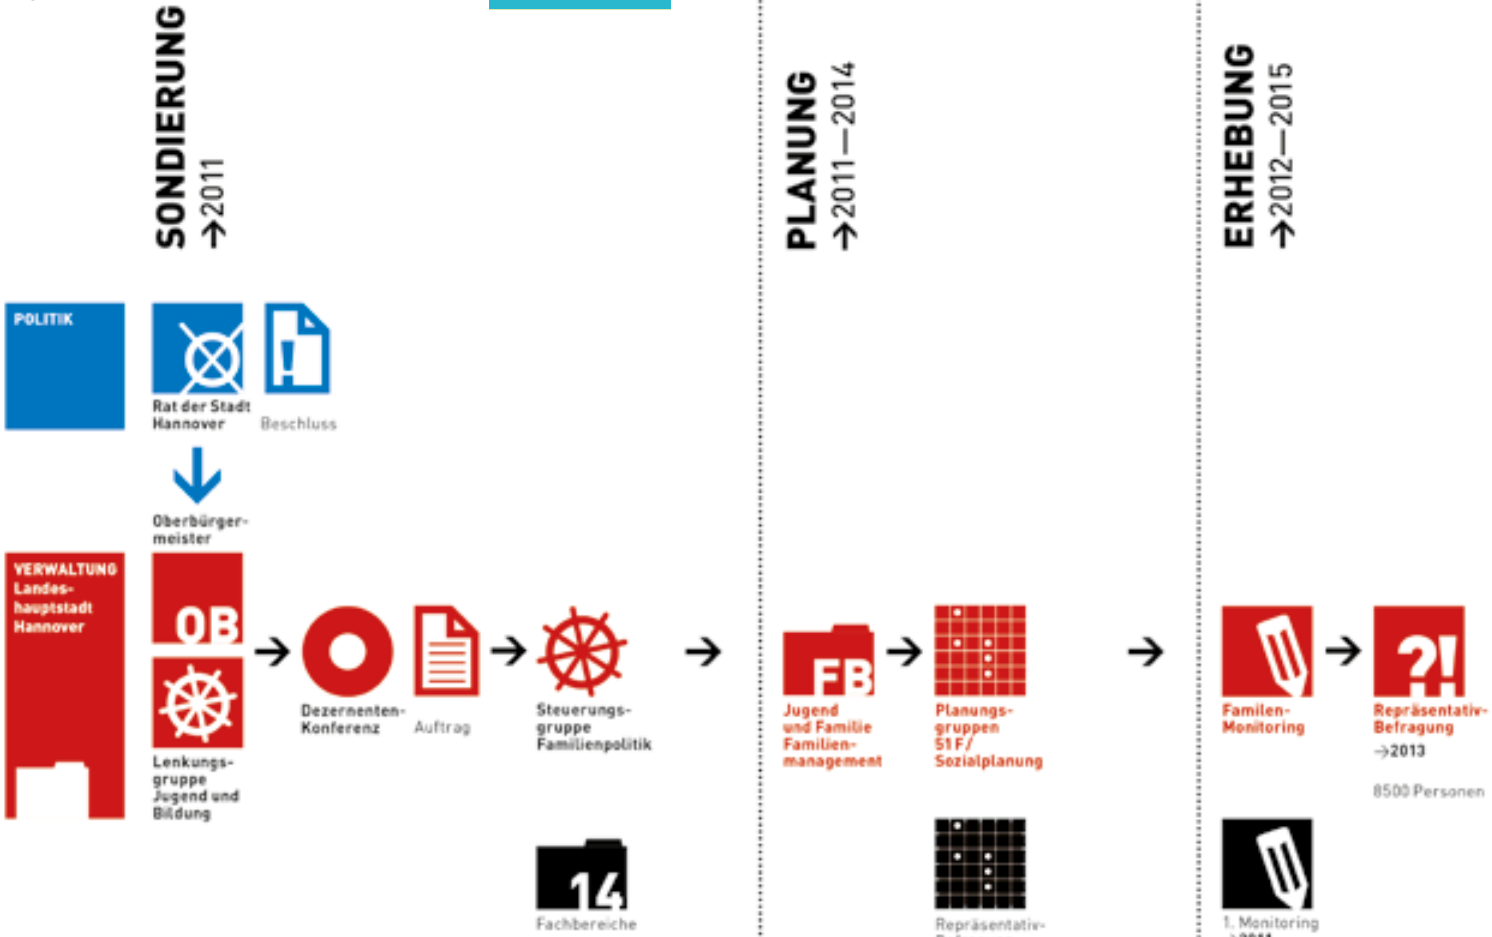 SONDIERUNG
→2011
PLANUNG
→2011—2014
ERHEBUNG
→2012—2015
POLITIK
Rat der Stadt
Hannover
Beschluss
Oberbürger-
meister
VERWALTUNG
Landes-
hauptstadt
Hannover
OB
Lenkungs-
gruppe
Jugend und
Bildung
Dezernenten-
Konferenz
Auftrag
Steuerungs-
gruppe
Familienpolitik
14
Fachbereiche
FB
Jugend
und Familie
Familien-
management
Planungs-
gruppen
51F/
Sozialplanung
Repräsentativ-
Familen-
Monitoring
?!
Repräsentativ-
Befragung
→2013
8500 Personen
1. Monitoring